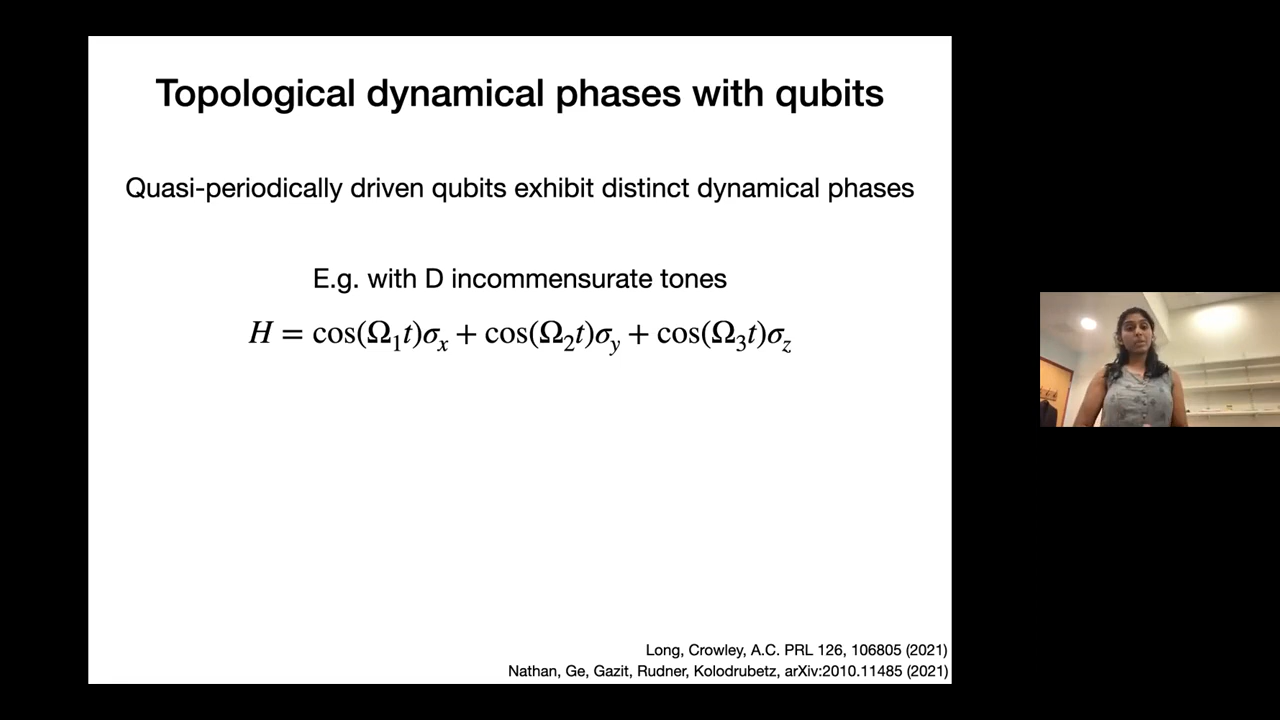 Topological dynamical phases with qubits
Quasi-periodically driven qubits exhibit distinct dynamical phases
E.g. with D incommensurate tones
H = cos(Ω₁t)σₓ + cos(Ω₂t)σᵧ + cos(Ω₃t)σ_z
Long, Crowley, A.C. PRL 126, 106805 (2021)
Nathan, Ge, Gazit, Rudner, Kolodrubetz, arXiv:2010.11485 (2021)